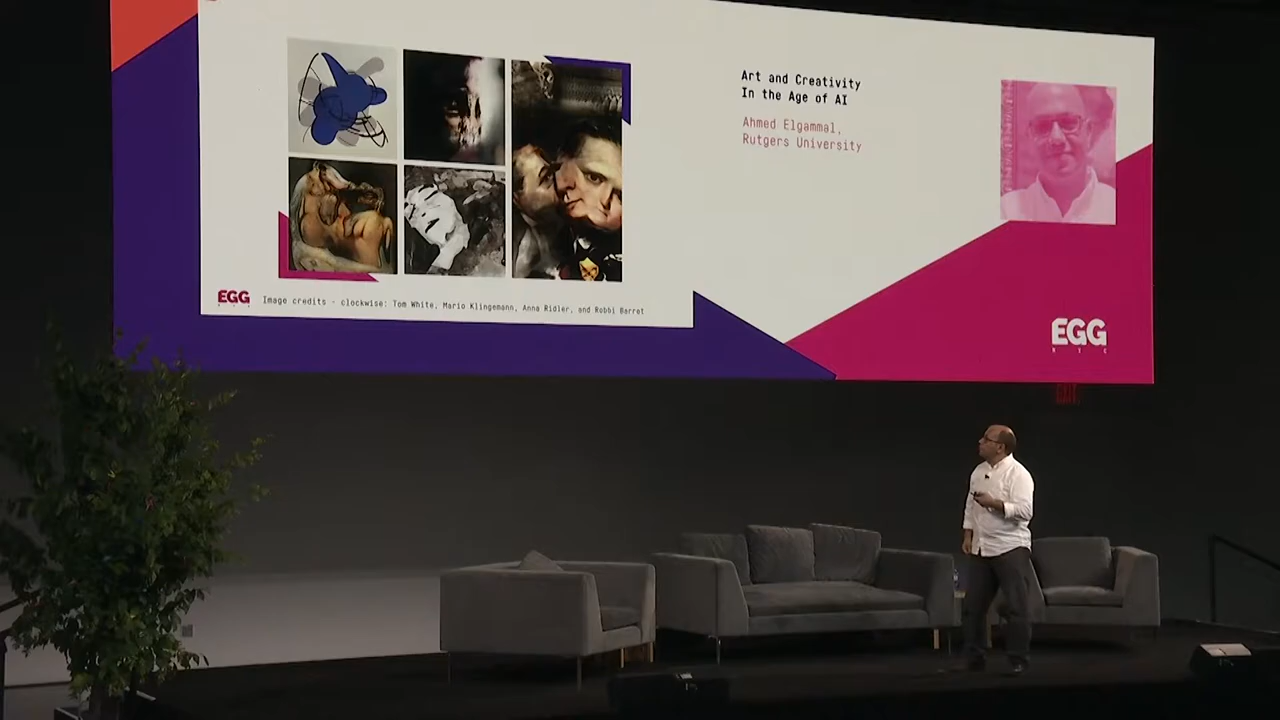 Art and Creativity
In the Age of AI
Ahmed Elgammal,
Rutgers University
EGG
Image credits - clockwise: Tom White, Mario Klingemann, Anna Ridler, and Robbi Barret
EGG
EXIT